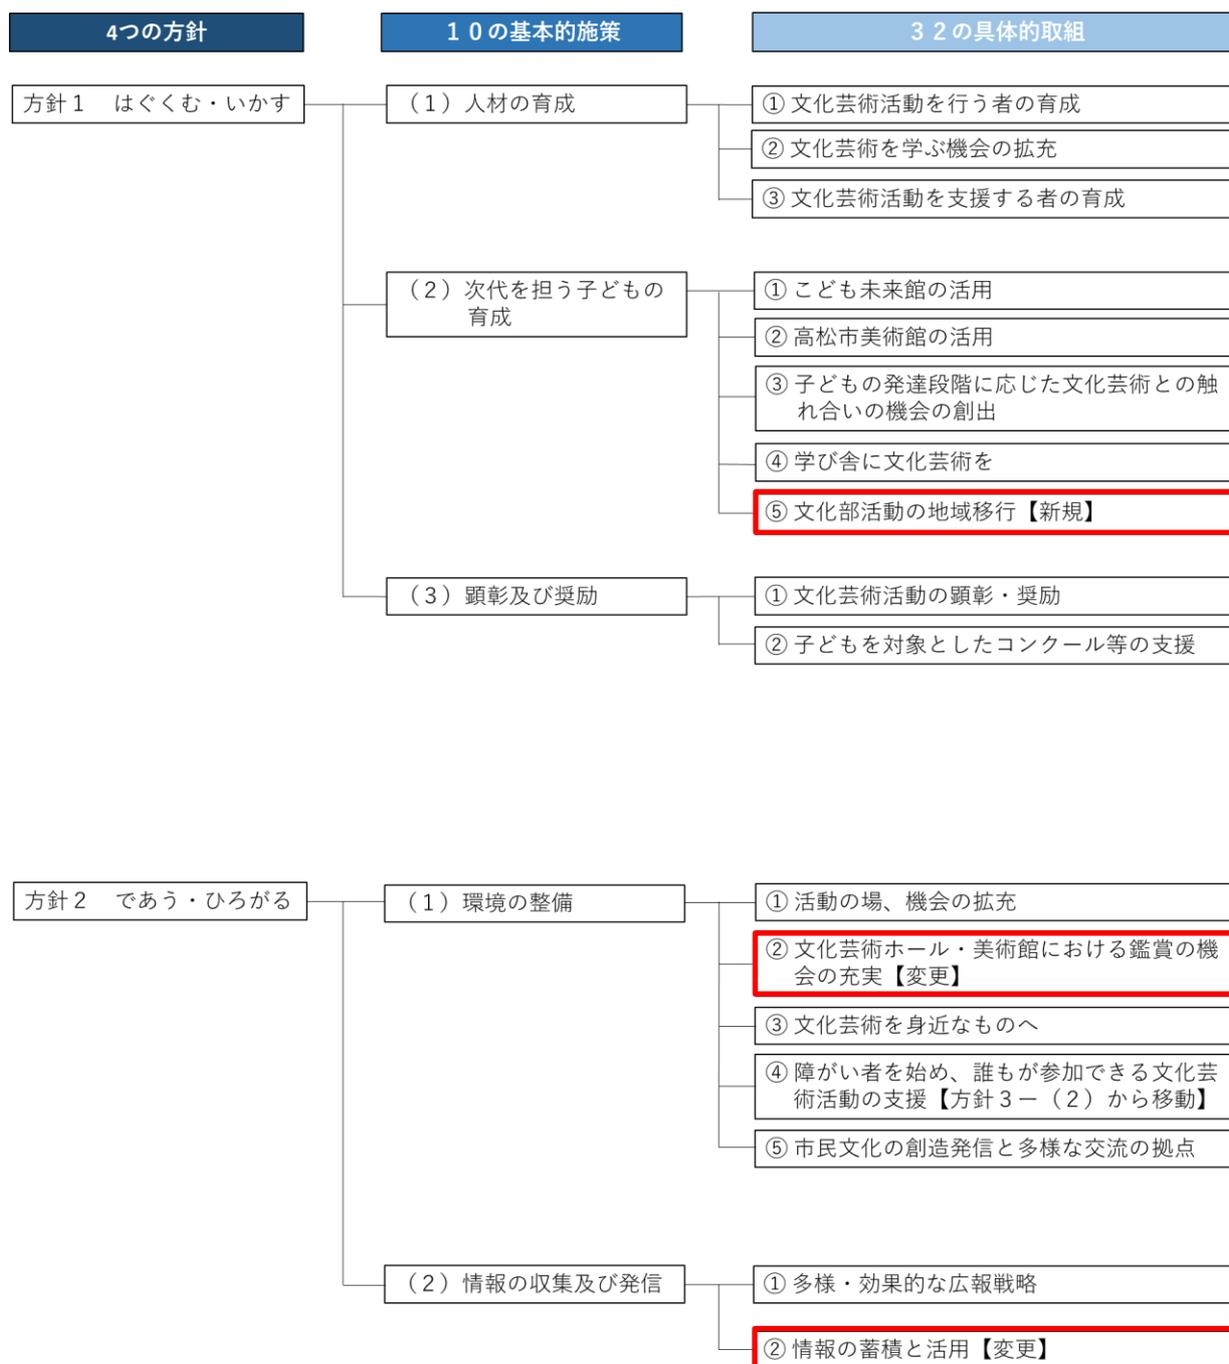 4つの方針
１０の基本的施策
３２の具体的取組
方針１　はぐくむ・いかす
（１）人材の育成
① 文化芸術活動を行う者の育成
② 文化芸術を学ぶ機会の拡充
③ 文化芸術活動を支援する者の育成
（２）次代を担う子どもの
育成
① こども未来館の活用
② 高松市美術館の活用
③ 子どもの発達段階に応じた文化芸術との触
れ合いの機会の創出
④ 学び舎に文化芸術を
⑤ 文化部活動の地域移行【新規】
（３）顕彰及び奨励
① 文化芸術活動の顕彰・奨励
② 子どもを対象としたコンクール等の支援
方針２　であう・ひろがる
（１）環境の整備
① 活動の場、機会の拡充
② 文化芸術ホール・美術館における鑑賞の機
会の充実【変更】
③ 文化芸術を身近なものへ
④ 障がい者を始め、誰もが参加できる文化芸
術活動の支援【方針３ー（２）から移動】
⑤ 市民文化の創造発信と多様な交流の拠点
（２）情報の収集及び発信
① 多様・効果的な広報戦略
② 情報の蓄積と活用【変更】